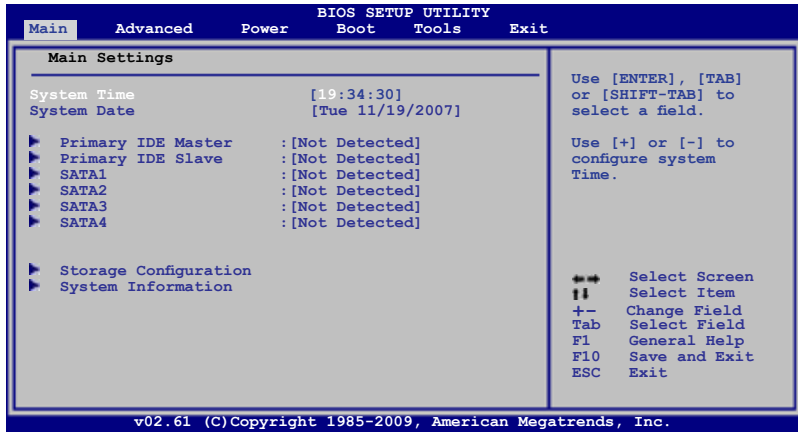 BIOS SETUP UTILITY
Main Advanced Power Boot Tools Exit
Main Settings
System Time [19:34:30]
System Date [Tue 11/19/2007]
Primary IDE Master :[Not Detected]
Primary IDE Slave :[Not Detected]
SATA1 :[Not Detected]
SATA2 :[Not Detected]
SATA3 :[Not Detected]
SATA4 :[Not Detected]
Storage Configuration
System Information
Use [ENTER], [TAB]
or [SHIFT-TAB] to
select a field.
Use [+] or [-] to
configure system
Time.
←→ Select Screen
↑↓ Select Item
+- Change Field
Tab Select Field
F1 General Help
F10 Save and Exit
ESC Exit
v02.61 (C)Copyright 1985-2009, American Megatrends, Inc.